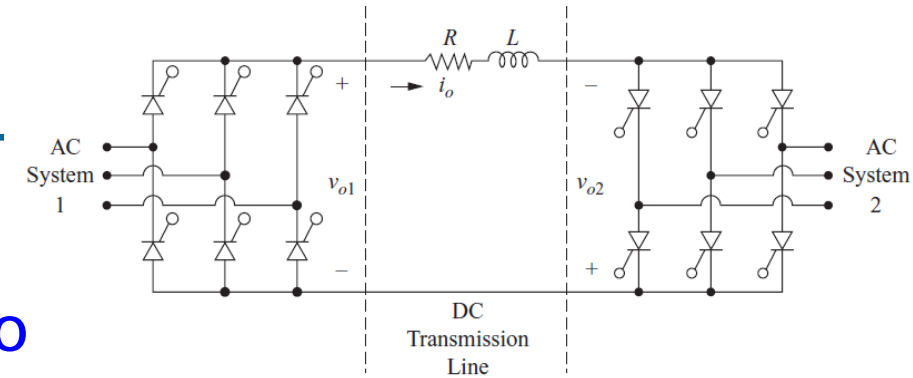 R L
+ i_o −
AC
System
1
v_o1
v_o2
AC
System
2
− +
DC
Transmission
Line
o